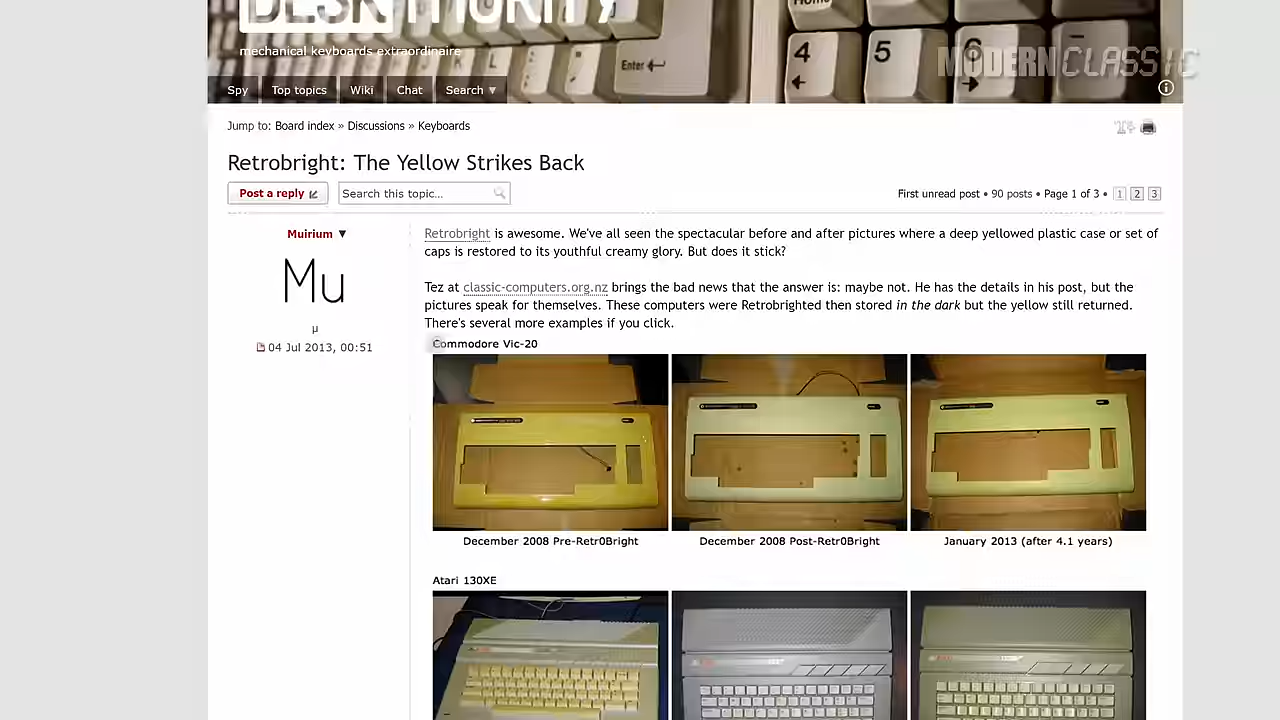 DESKTHORITY
mechanical keyboards extraordinaire
Enter
4
5
6
MODERN CLASSIC
Spy
Top topics
Wiki
Chat
Search ▼
Jump to: Board index » Discussions » Keyboards
Retrobright: The Yellow Strikes Back
Post a reply
Search this topic…
First unread post • 90 posts • Page 1 of 3 • 1 2 3
Muirium ▼
Mu
µ
04 Jul 2013, 00:51
Retrobright is awesome. We've all seen the spectacular before and after pictures where a deep yellowed plastic case or set of
caps is restored to its youthful creamy glory. But does it stick?
Tez at classic-computers.org.nz brings the bad news that the answer is: maybe not. He has the details in his post, but the
pictures speak for themselves. These computers were Retrobrighted then stored in the dark but the yellow still returned.
There's several more examples if you click.
Commodore Vic-20
December 2008 Pre-Retr0Bright
December 2008 Post-Retr0Bright
January 2013 (after 4.1 years)
Atari 130XE